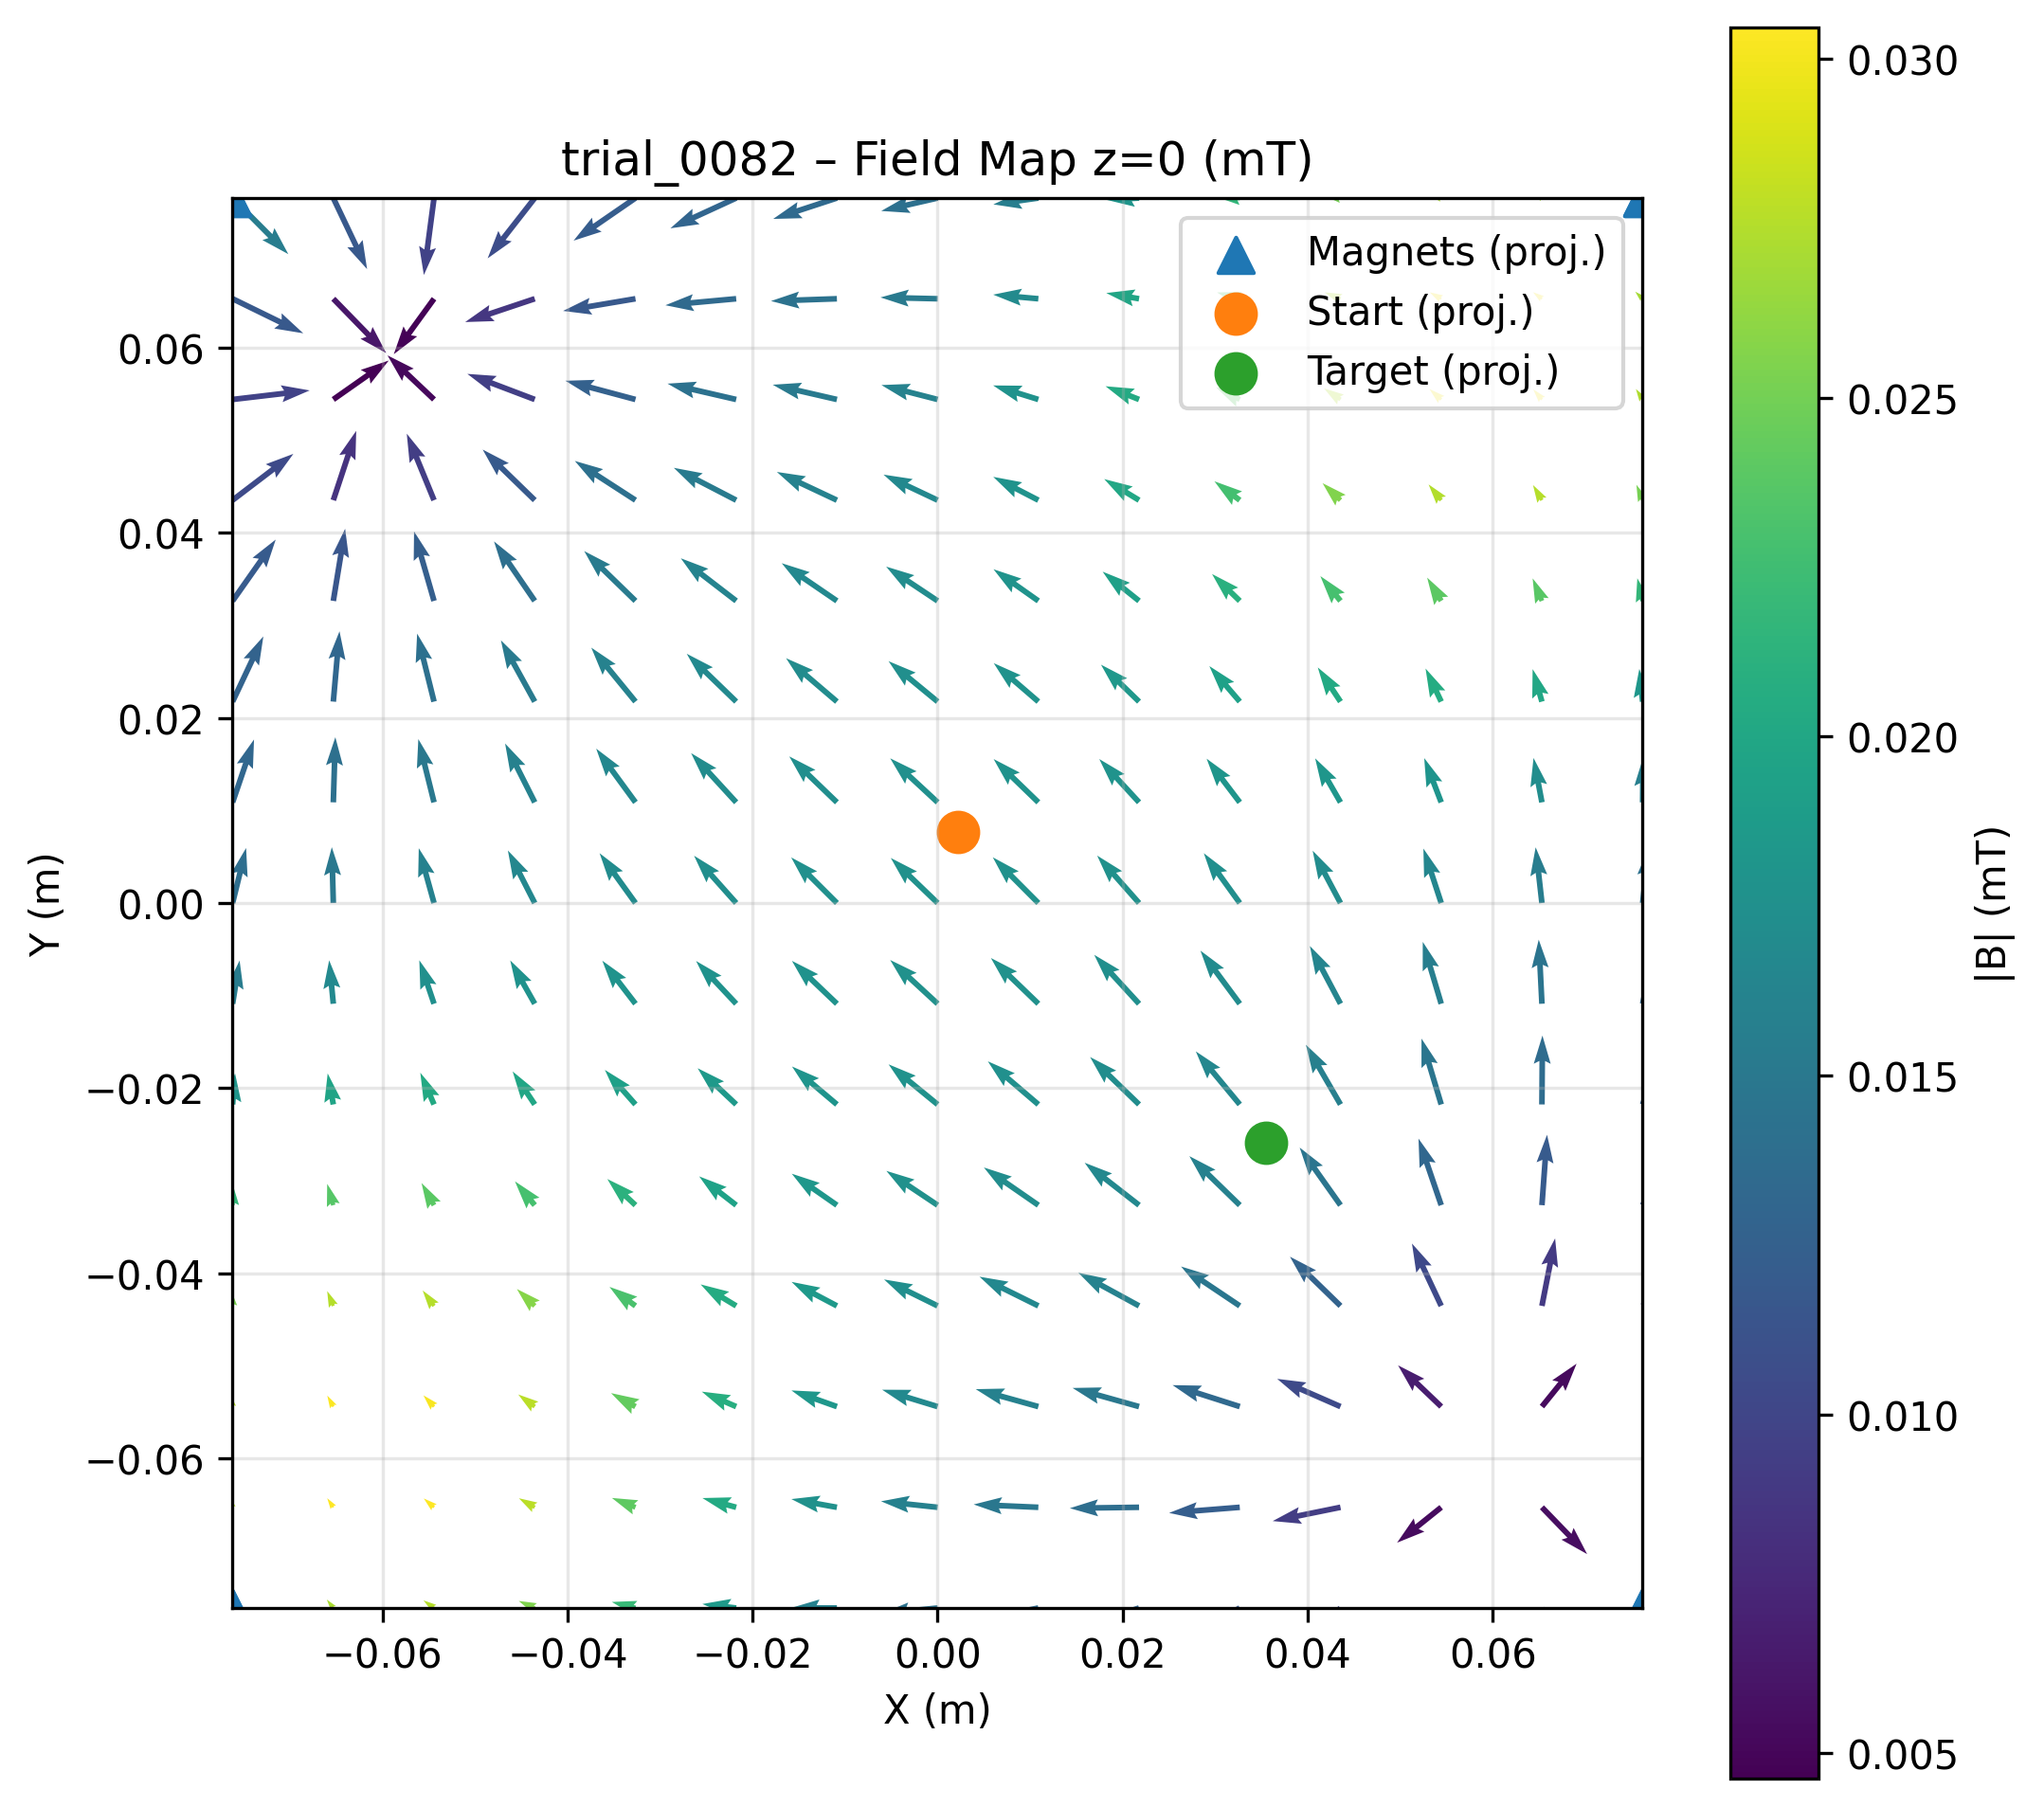 trial_0082 – Field Map z=0 (mT)
Magnets (proj.)
Start (proj.)
Target (proj.)
0.06
0.04
0.02
0.00
−0.02
−0.04
−0.06
Y (m)
−0.06
−0.04
−0.02
0.00
0.02
0.04
0.06
X (m)
0.030
0.025
0.020
0.015
0.010
0.005
|B| (mT)